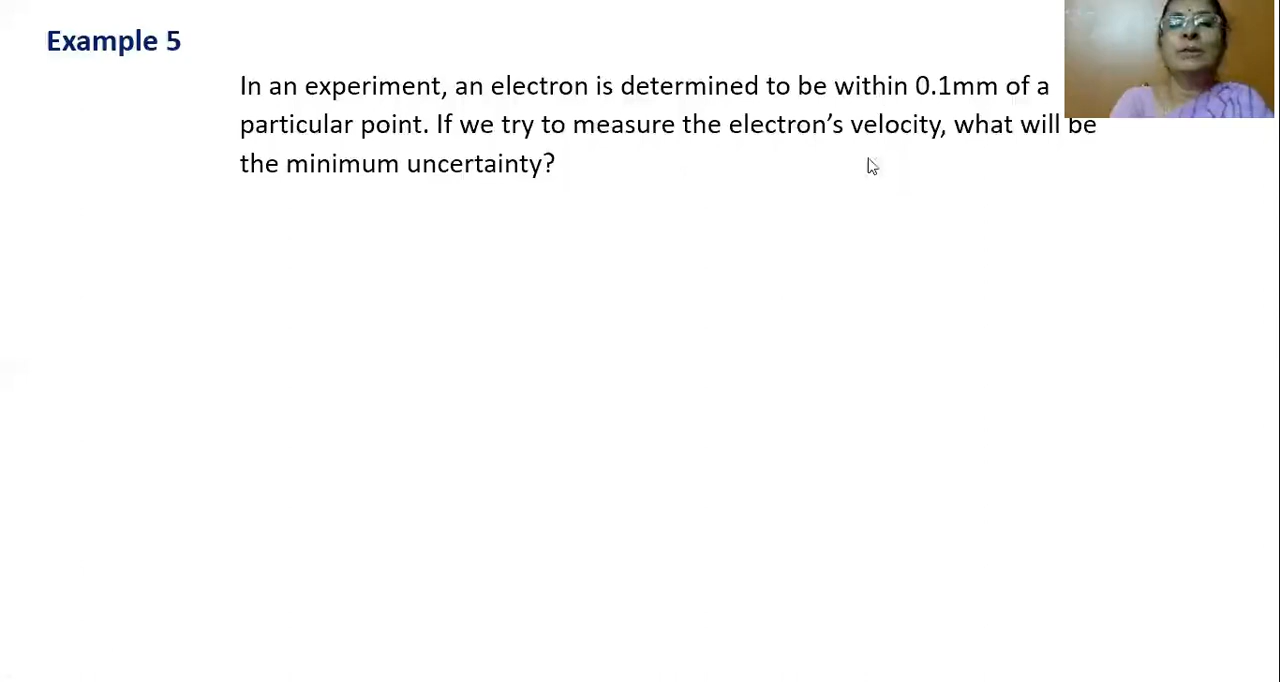 Example 5
In an experiment, an electron is determined to be within 0.1mm of a
particular point. If we try to measure the electron’s velocity, what will be
the minimum uncertainty?